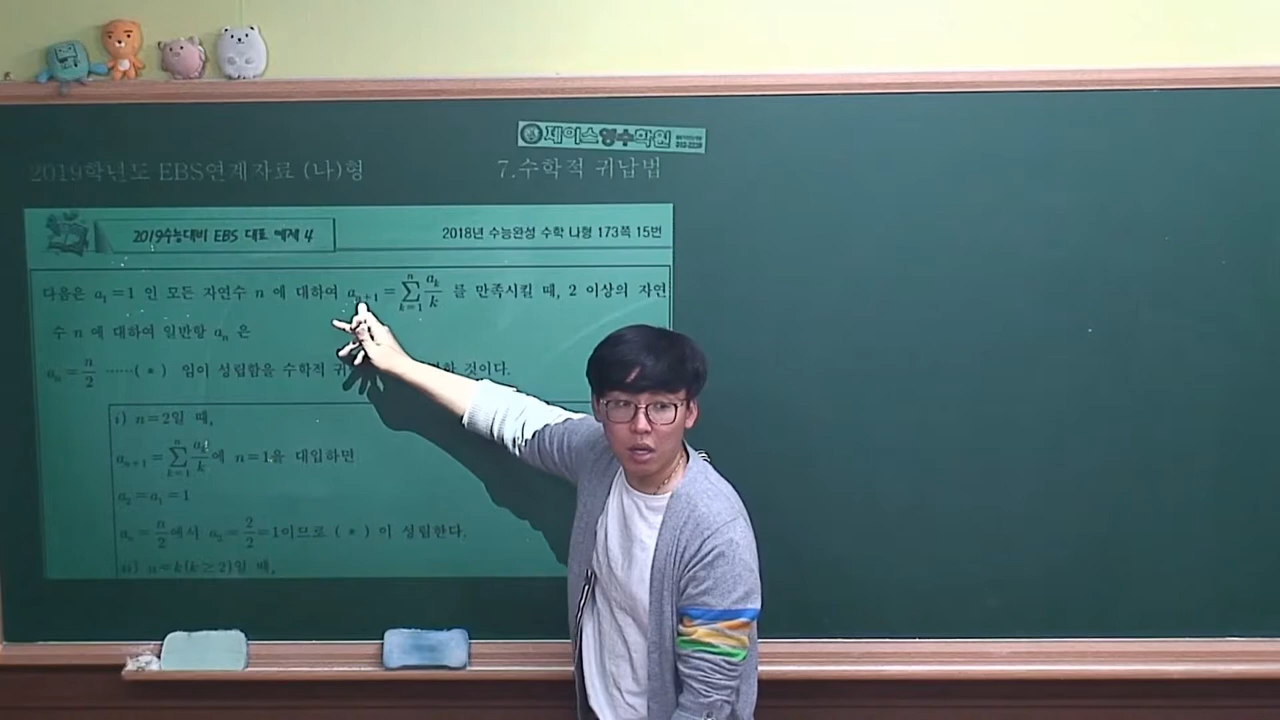 제이스영수학원
2019학년도 EBS연계자료 (나)형
7.수학적 귀납법
2019수능대비 EBS 대표 예제 4
2018년 수능완성 수학 나형 173쪽 15번
다음은 a₁=1 인 모든 자연수 n 에 대하여 aₙ₊₁=∑ₖ₌₁ⁿ aₖ/k 를 만족시킬 때, 2 이상의 자연
수 n 에 대하여 일반항 aₙ 은
aₙ=n/2 ……(*) 임이 성립함을 수학적 귀 것이다.
i) n=2일 때,
aₙ₊₁=∑ₖ₌₁ⁿ aₖ/k에 n=1을 대입하면
a₂=a₁=1
aₙ=n/2에서 a₂=2/2=1이므로 (*) 이 성립한다.
ii) n=k(k≥2)일 때,